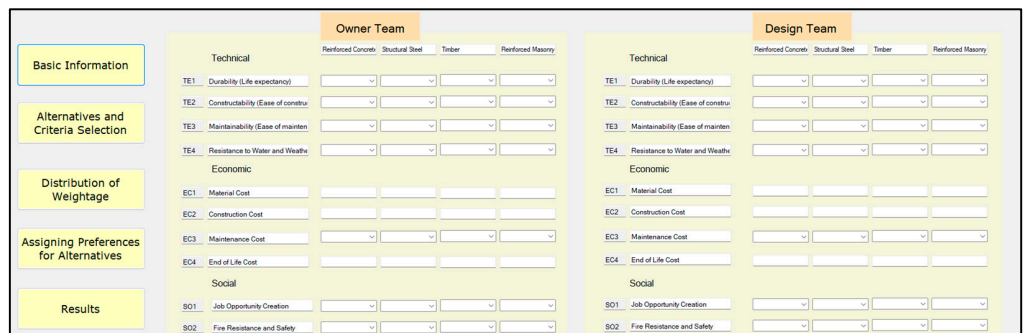 Basic Information
Alternatives and
Criteria Selection
Distribution of
Weightage
Assigning Preferences
for Alternatives
Results
Owner Team
Reinforced Concrete Structural Steel Timber Reinforced Masonry
Technical
TE1 Durability (Life expectancy)
TE2 Constructability (Ease of constru
TE3 Maintainability (Ease of mainten
TE4 Resistance to Water and Weathe
Economic
EC1 Material Cost
EC2 Construction Cost
EC3 Maintenance Cost
EC4 End of Life Cost
Social
SO1 Job Opportunity Creation
SO2 Fire Resistance and Safety
Design Team
Reinforced Concrete Structural Steel Timber Reinforced Masonry
Technical
TE1 Durability (Life expectancy)
TE2 Constructability (Ease of constru
TE3 Maintainability (Ease of mainten
TE4 Resistance to Water and Weathe
Economic
EC1 Material Cost
EC2 Construction Cost
EC3 Maintenance Cost
EC4 End of Life Cost
Social
SO1 Job Opportunity Creation
SO2 Fire Resistance and Safety